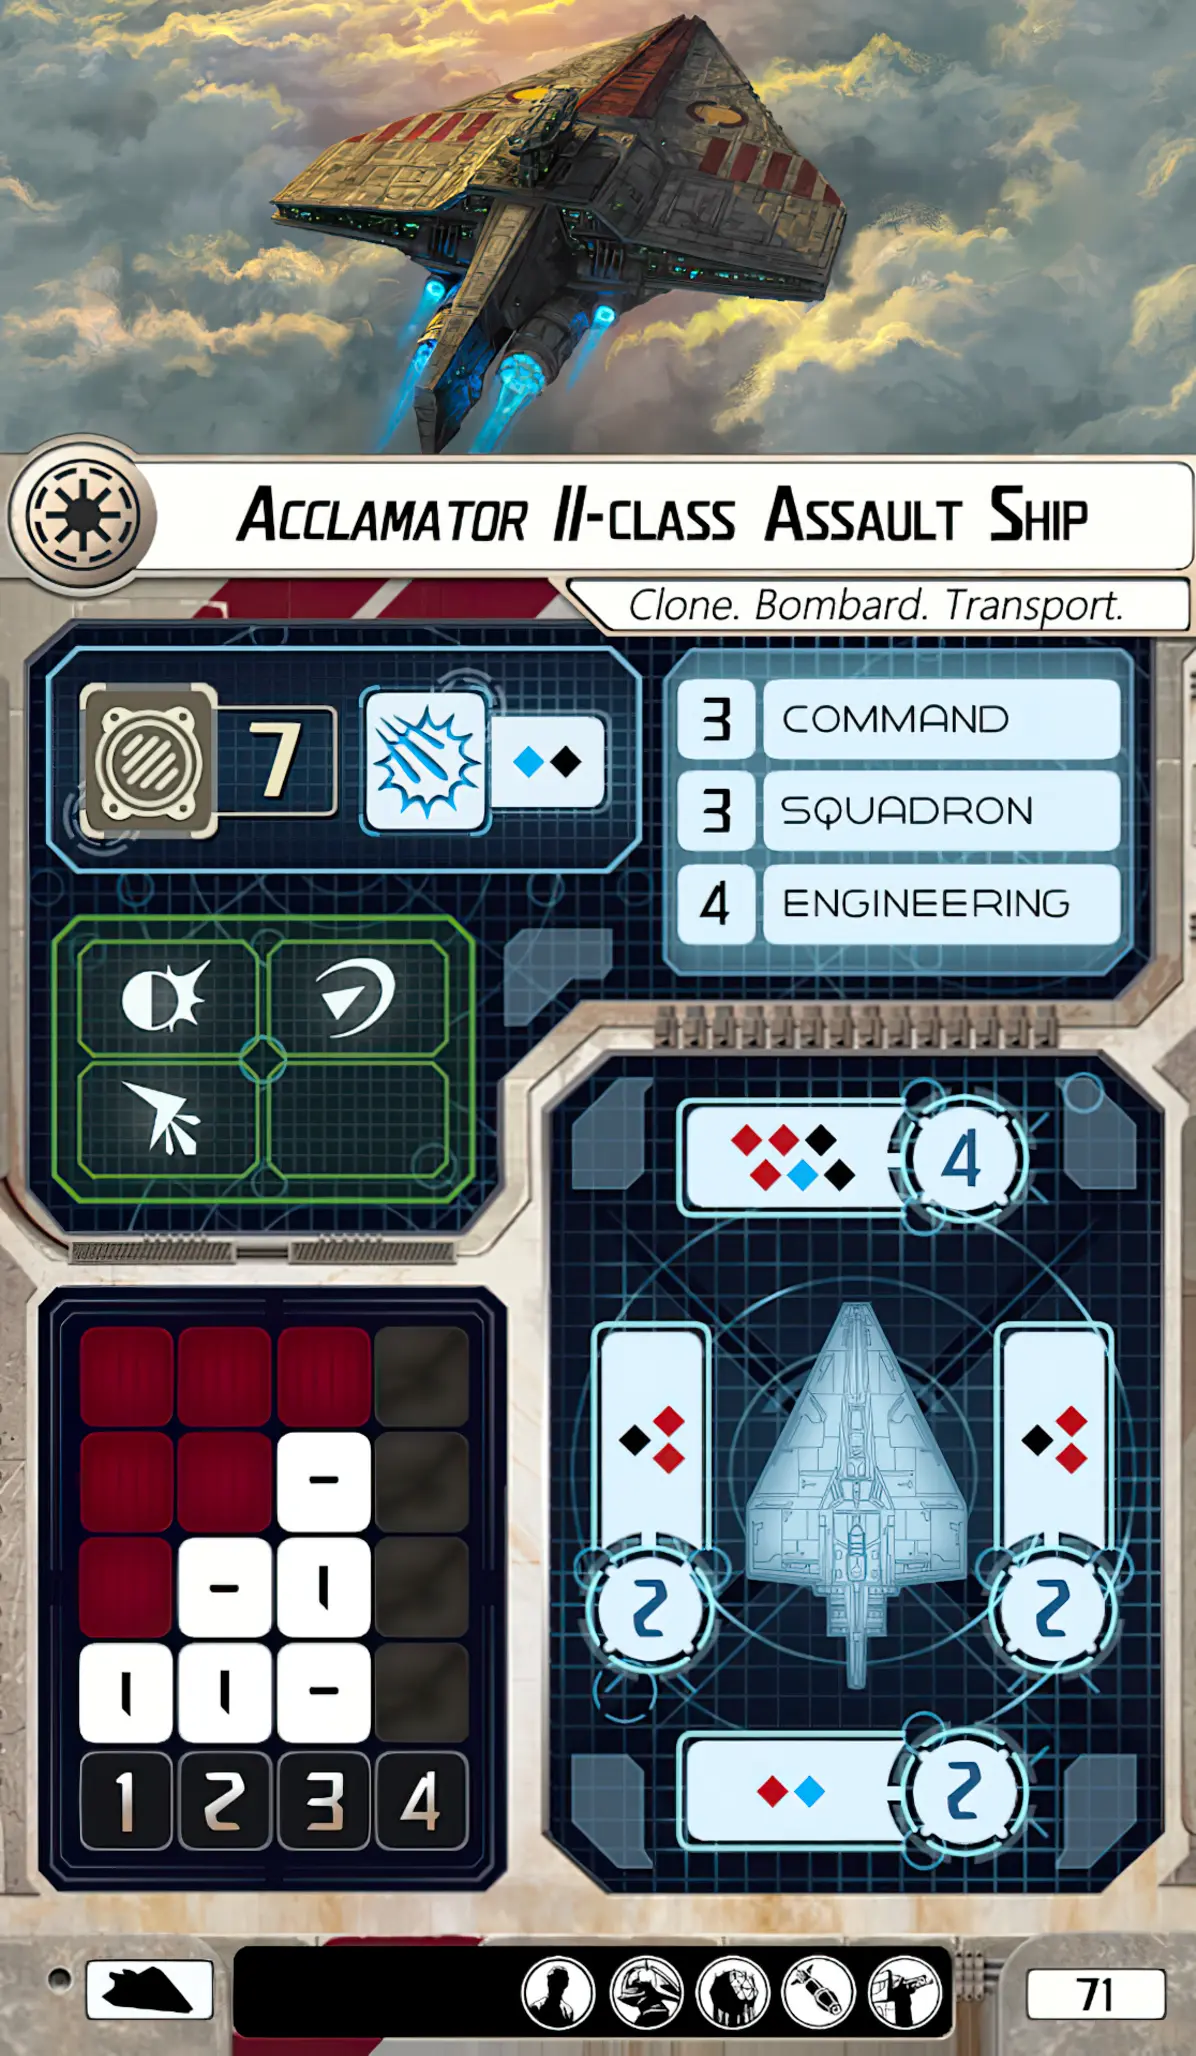 Acclamator II-class Assault Ship
Clone. Bombard. Transport.
7
3 COMMAND
3 SQUADRON
4 ENGINEERING
4
-
- I
2 2
I I -
2
1 2 3 4
71